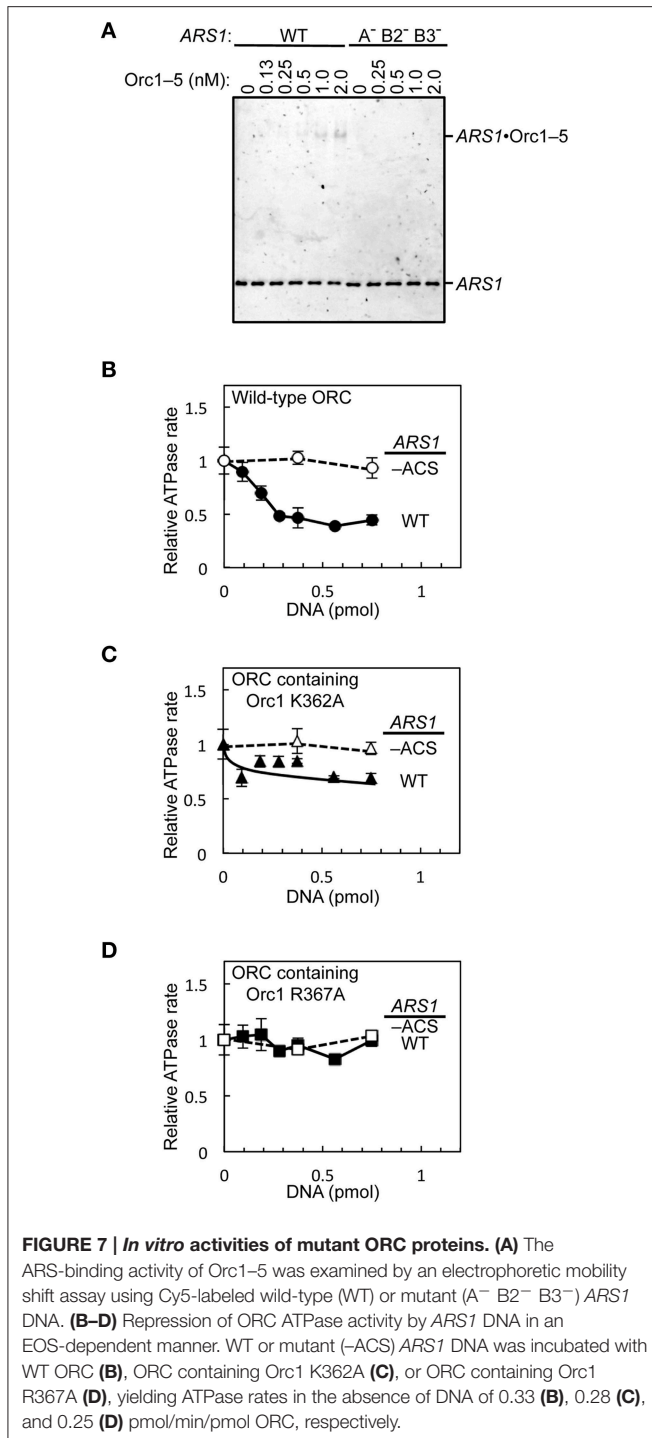 A
ARS1: WT A⁻ B2⁻ B3⁻
Orc1–5 (nM): 0 0.13 0.25 0.5 1.0 2.0 0 0.25 0.5 1.0 2.0
ARS1•Orc1–5
ARS1
B
Wild-type ORC
Relative ATPase rate
1.5
1
0.5
0
ARS1
–ACS
WT
0 0.5 1
DNA (pmol)
C
ORC containing
Orc1 K362A
Relative ATPase rate
1.5
1
0.5
0
ARS1
–ACS
WT
0 0.5 1
DNA (pmol)
D
ORC containing
Orc1 R367A
Relative ATPase rate
1.5
1
0.5
0
ARS1
–ACS
WT
0 0.5 1
DNA (pmol)
FIGURE 7 | In vitro activities of mutant ORC proteins. (A) The
ARS-binding activity of Orc1–5 was examined by an electrophoretic mobility
shift assay using Cy5-labeled wild-type (WT) or mutant (A⁻ B2⁻ B3⁻) ARS1
DNA. (B–D) Repression of ORC ATPase activity by ARS1 DNA in an
EOS-dependent manner. WT or mutant (–ACS) ARS1 DNA was incubated with
WT ORC (B), ORC containing Orc1 K362A (C), or ORC containing Orc1
R367A (D), yielding ATPase rates in the absence of DNA of 0.33 (B), 0.28 (C),
and 0.25 (D) pmol/min/pmol ORC, respectively.